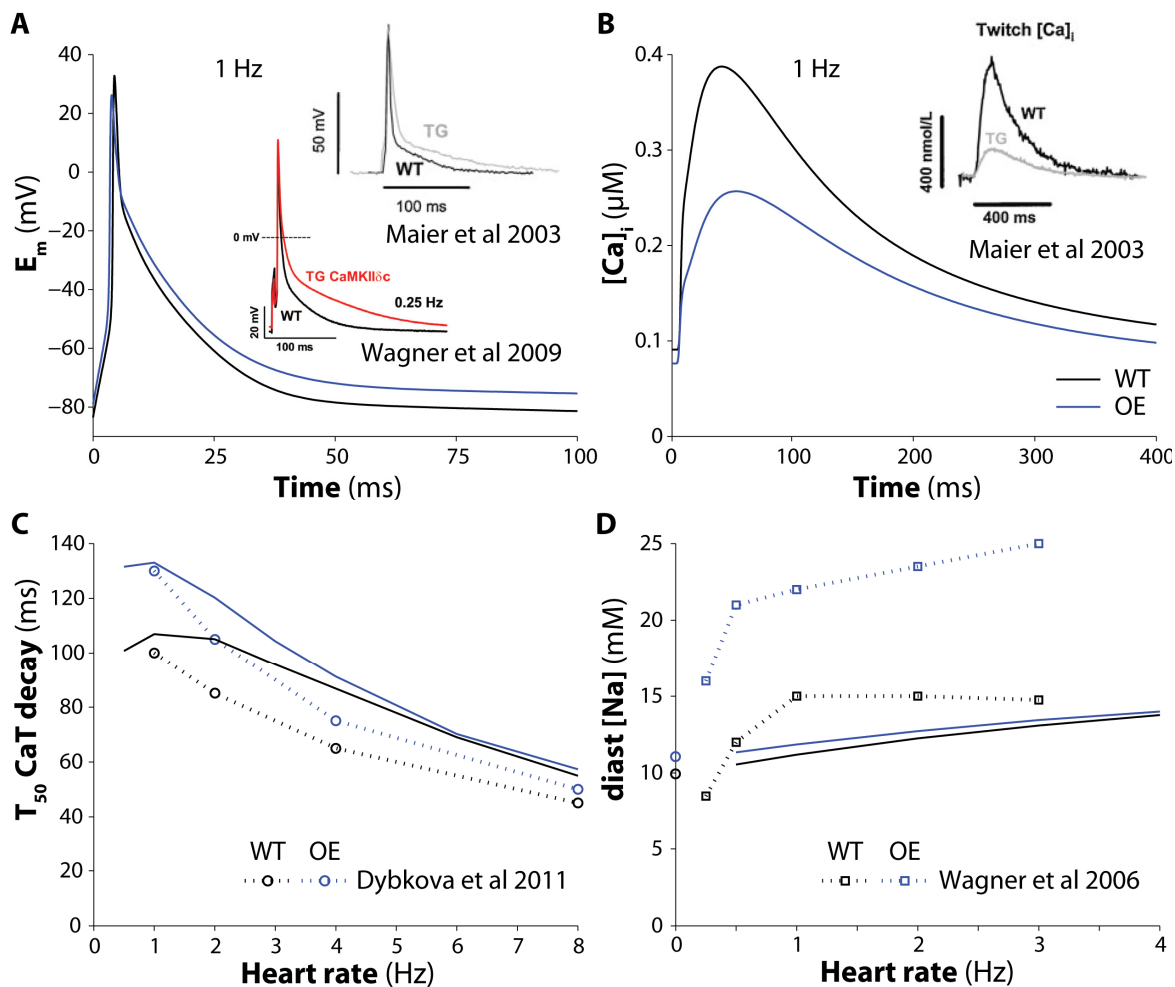 A
40
20
0
−20
−40
−60
−80
E_m (mV)
1 Hz
50 mV
TG
WT
100 ms
Maier et al 2003
0 mV
TG CaMKIIδc
WT
0.25 Hz
20 mV
100 ms
Wagner et al 2009
0 25 50 75 100
Time (ms)
B
0.4
0.3
0.2
0.1
0
[Ca]_i (μM)
1 Hz
Twitch [Ca]_i
WT
TG
400 nmol/L
400 ms
Maier et al 2003
WT
OE
0 100 200 300 400
Time (ms)
C
140
120
100
80
60
40
20
0
T_50 CaT decay (ms)
WT OE
Dybkova et al 2011
0 1 2 3 4 5 6 7 8
Heart rate (Hz)
D
25
20
15
10
5
0
diast [Na] (mM)
WT OE
Wagner et al 2006
0 1 2 3 4
Heart rate (Hz)